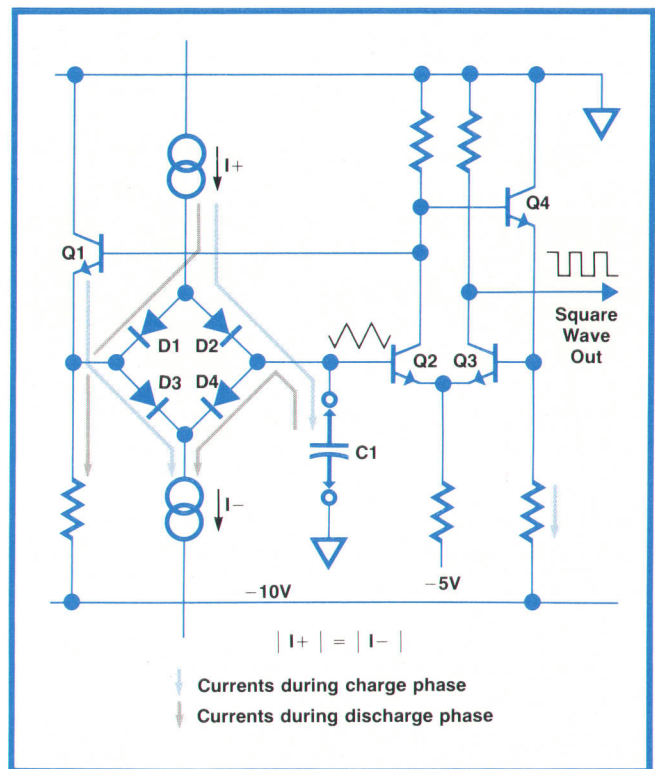 I+
Q1
Q4
D1
D2
Q2
Q3
Square
Wave
Out
D3
D4
C1
I−
−10V
−5V
| I+ | = | I− |
Currents during charge phase
Currents during discharge phase